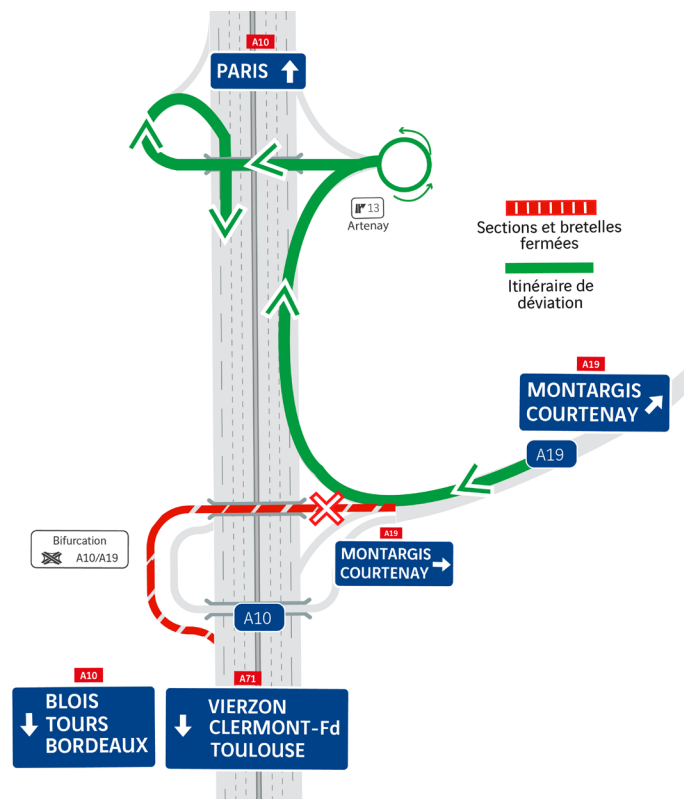 A10
PARIS
13
Artenay
Sections et bretelles
fermées
Itinéraire de
déviation
A19
MONTARGIS
COURTENAY
A19
Bifurcation
A10/A19
A19
MONTARGIS
COURTENAY
A10
A10
BLOIS
TOURS
BORDEAUX
A71
VIERZON
CLERMONT-Fd
TOULOUSE